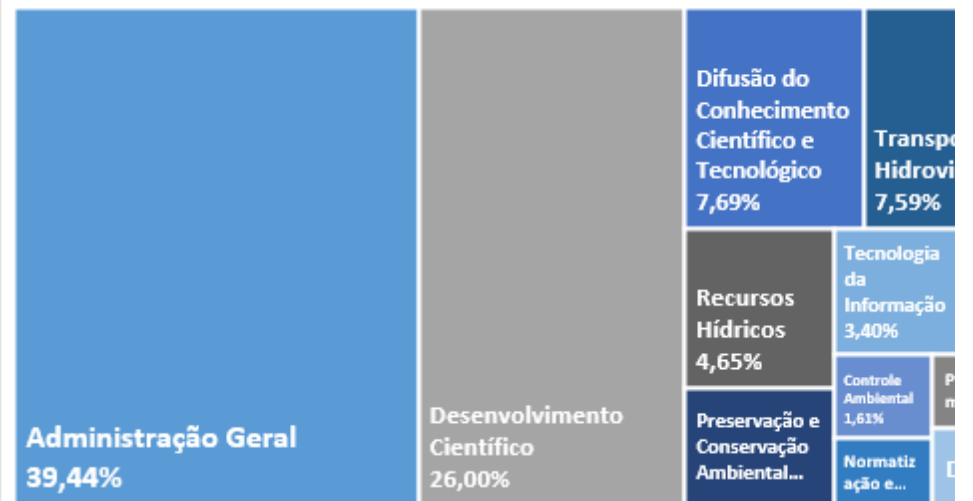 Administração Geral
39,44%
Desenvolvimento
Científico
26,00%
Difusão do
Conhecimento
Científico e
Tecnológico
7,69%
Hidrovi
7,59%
Recursos
Hídricos
4,65%
Tecnologia
da
Informação
3,40%
Preservação e
Conservação
Ambiental...
Controle
Ambiental
1,61%
Normatiz
ação e...